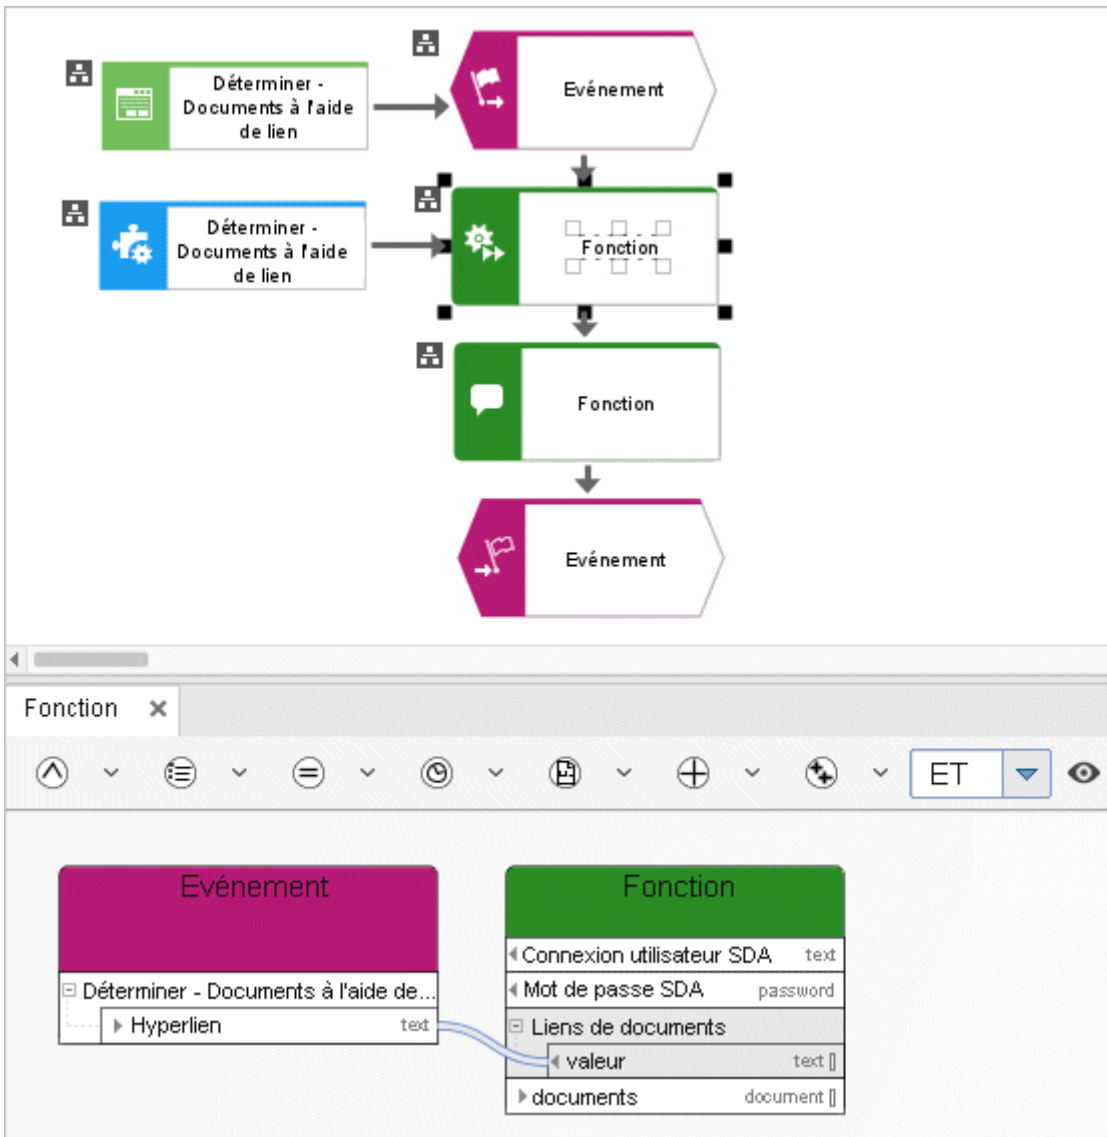 Déterminer -
Documents à l'aide
de lien
Evénement
Déterminer -
Documents à l'aide
de lien
Fonction
Fonction
Evénement
Fonction
ET
Evénement
Déterminer - Documents à l'aide de...
Hyperlien text
Fonction
Connexion utilisateur SDA text
Mot de passe SDA password
Liens de documents
valeur text []
documents document []